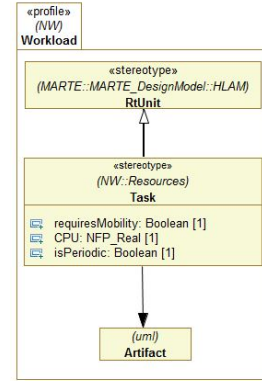 «profile»
(NW)
Workload
«stereotype»
(MARTE::MARTE_DesignModel::HLAM)
RtUnit
«stereotype»
(NW::Resources)
Task
requiresMobility: Boolean [1]
CPU: NFP_Real [1]
isPeriodic: Boolean [1]
(uml)
Artifact